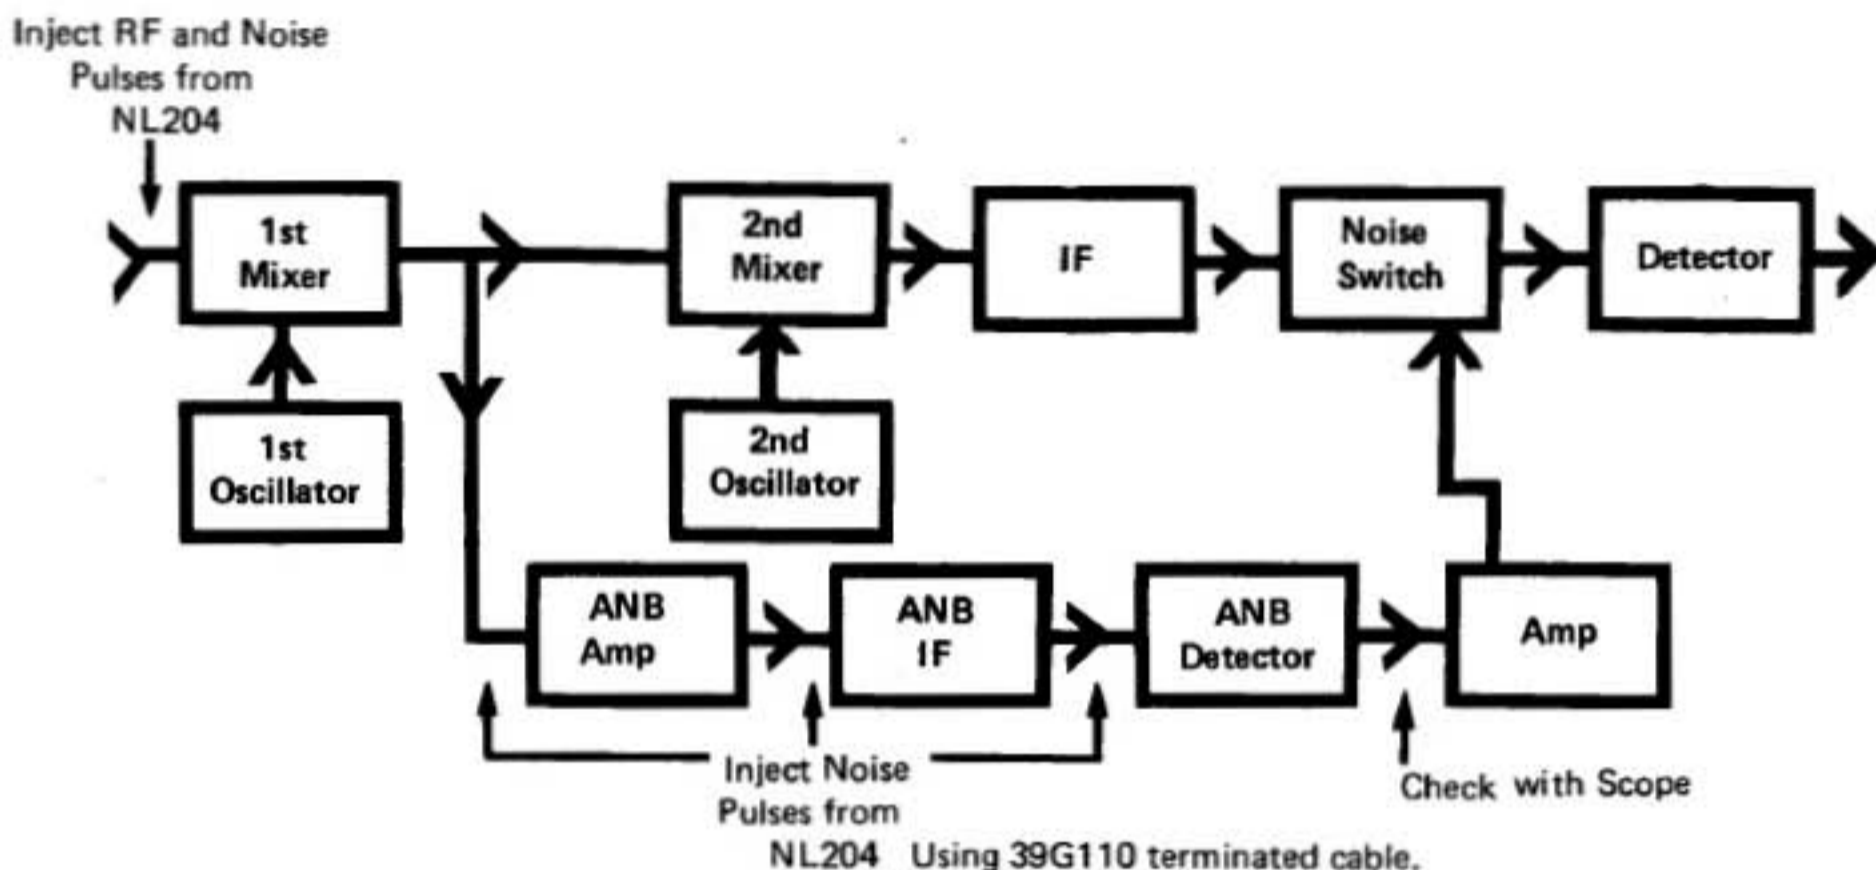 Inject RF and Noise
Pulses from
NL204
1st
Mixer
2nd
Mixer
IF
Noise
Switch
Detector
1st
Oscillator
2nd
Oscillator
ANB
Amp
ANB
IF
ANB
Detector
Amp
Inject Noise
Pulses from
NL204 Using 39G110 terminated cable.
Check with Scope